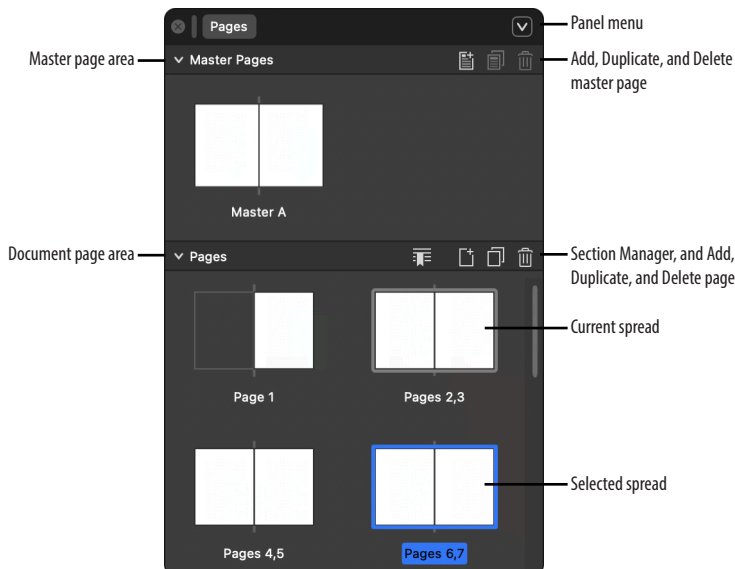 Pages
Panel menu
Master page area
Master Pages
Add, Duplicate, and Delete
master page
Master A
Document page area
Pages
Section Manager, and Add,
Duplicate, and Delete page
Current spread
Page 1
Pages 2,3
Selected spread
Pages 4,5
Pages 6,7